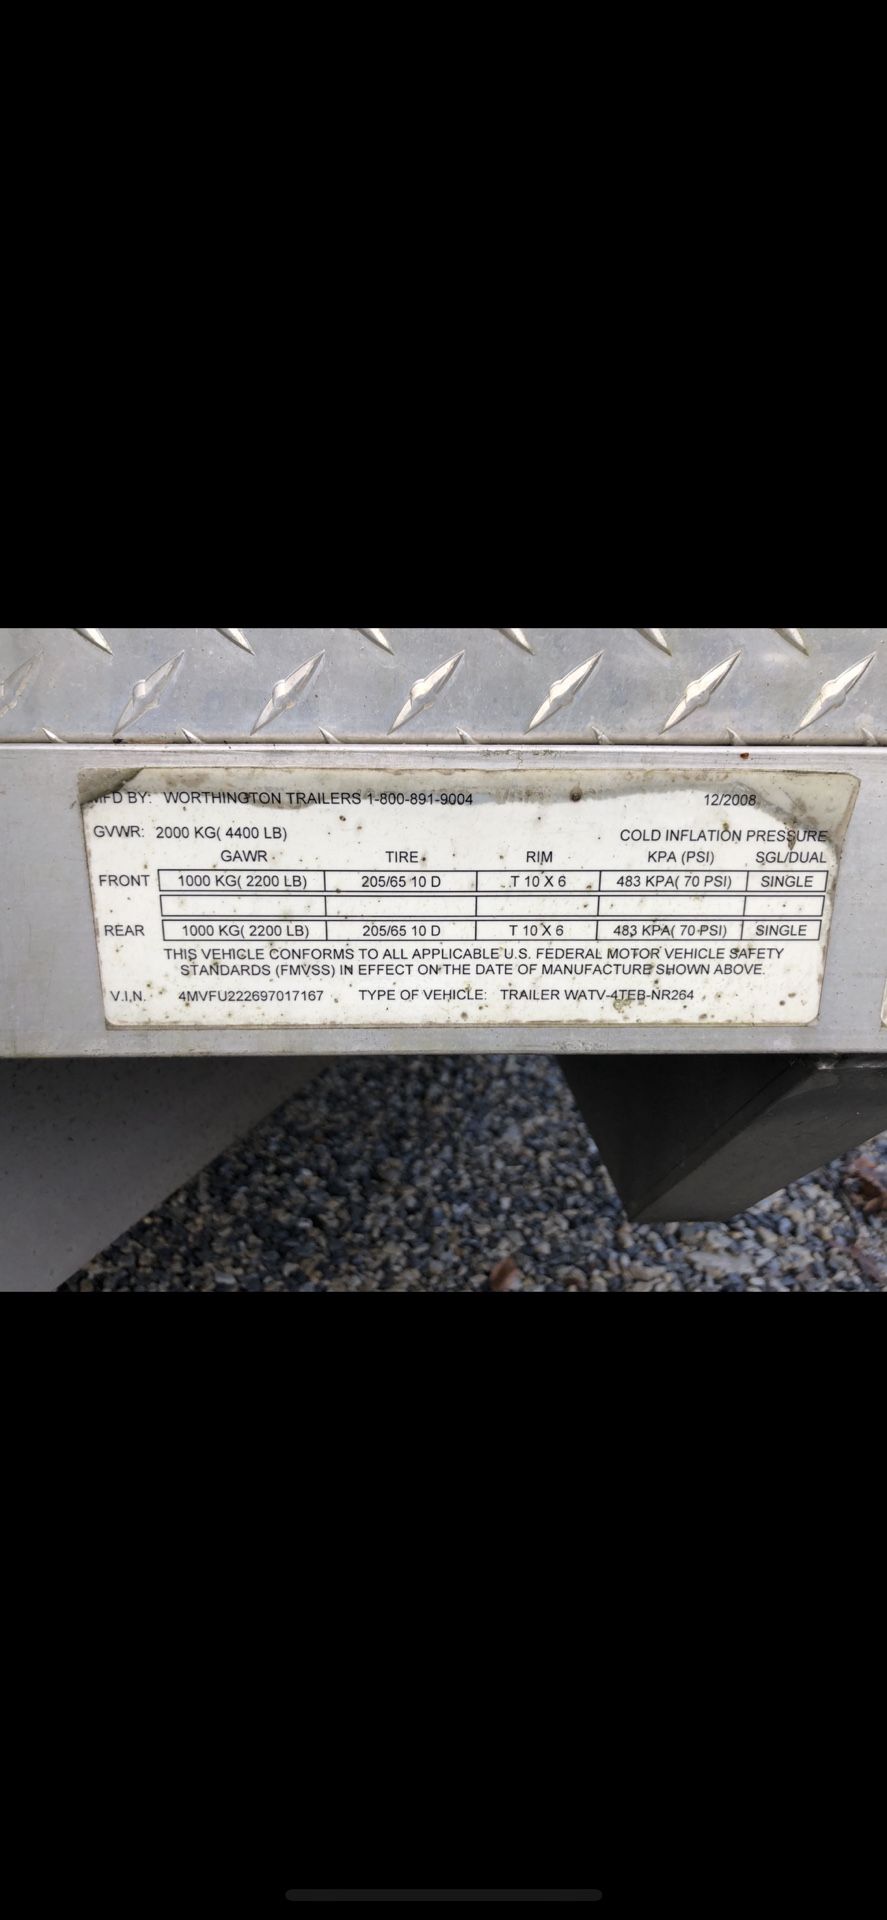 MFD BY: WORTHINGTON TRAILERS 1-800-891-9004 12/2008
GVWR: 2000 KG( 4400 LB) COLD INFLATION PRESSURE
GAWR TIRE RIM KPA (PSI) SGL/DUAL
FRONT 1000 KG( 2200 LB) 205/65 10 D T 10 X 6 483 KPA( 70 PSI) SINGLE
REAR 1000 KG( 2200 LB) 205/65 10 D T 10 X 6 483 KPA( 70 PSI) SINGLE
THIS VEHICLE CONFORMS TO ALL APPLICABLE U.S. FEDERAL MOTOR VEHICLE SAFETY
STANDARDS (FMVSS) IN EFFECT ON THE DATE OF MANUFACTURE SHOWN ABOVE.
V.I.N. 4MVFU222697017167 TYPE OF VEHICLE: TRAILER WATV-4TEB-NR264